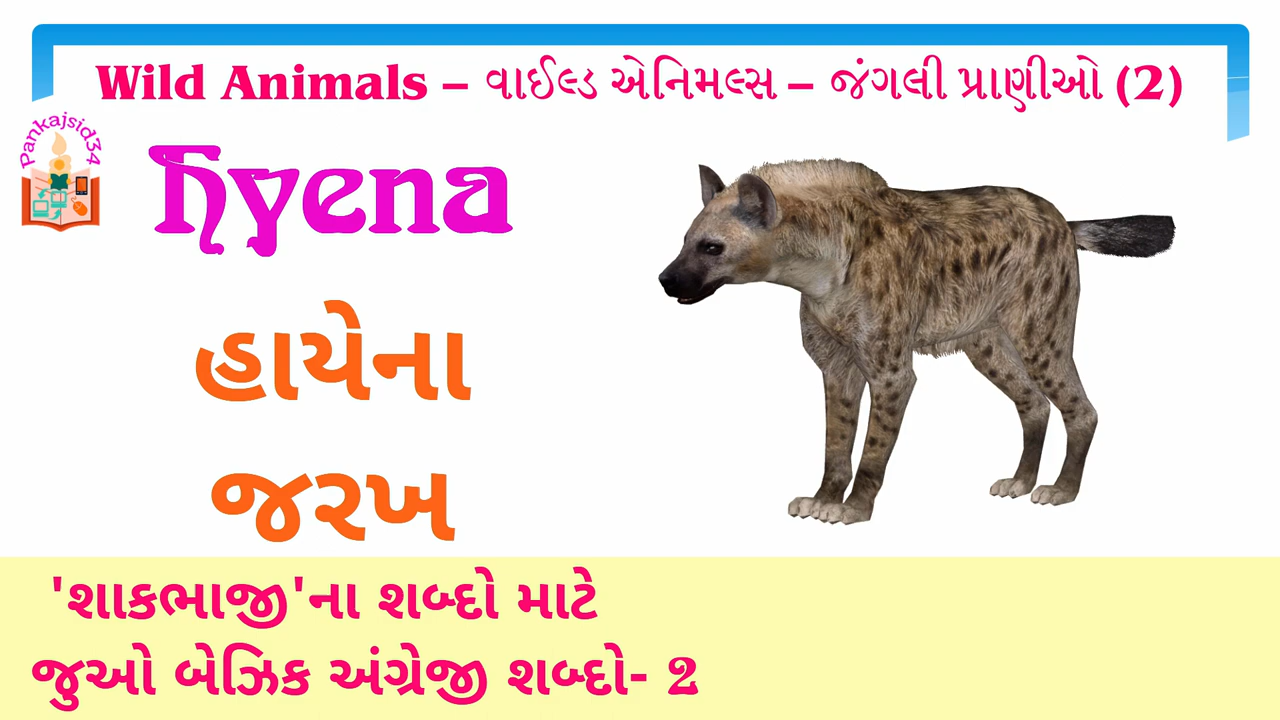 Wild Animals – વાઈલ્ડ એનિમલ્સ – જંગલી પ્રાણીઓ (2)
Pankajsid34
Hyena
હાયેના
જરખ
'શાકભાજી'ના શબ્દો માટે
જુઓ બેઝિક અંગ્રેજી શબ્દો- 2